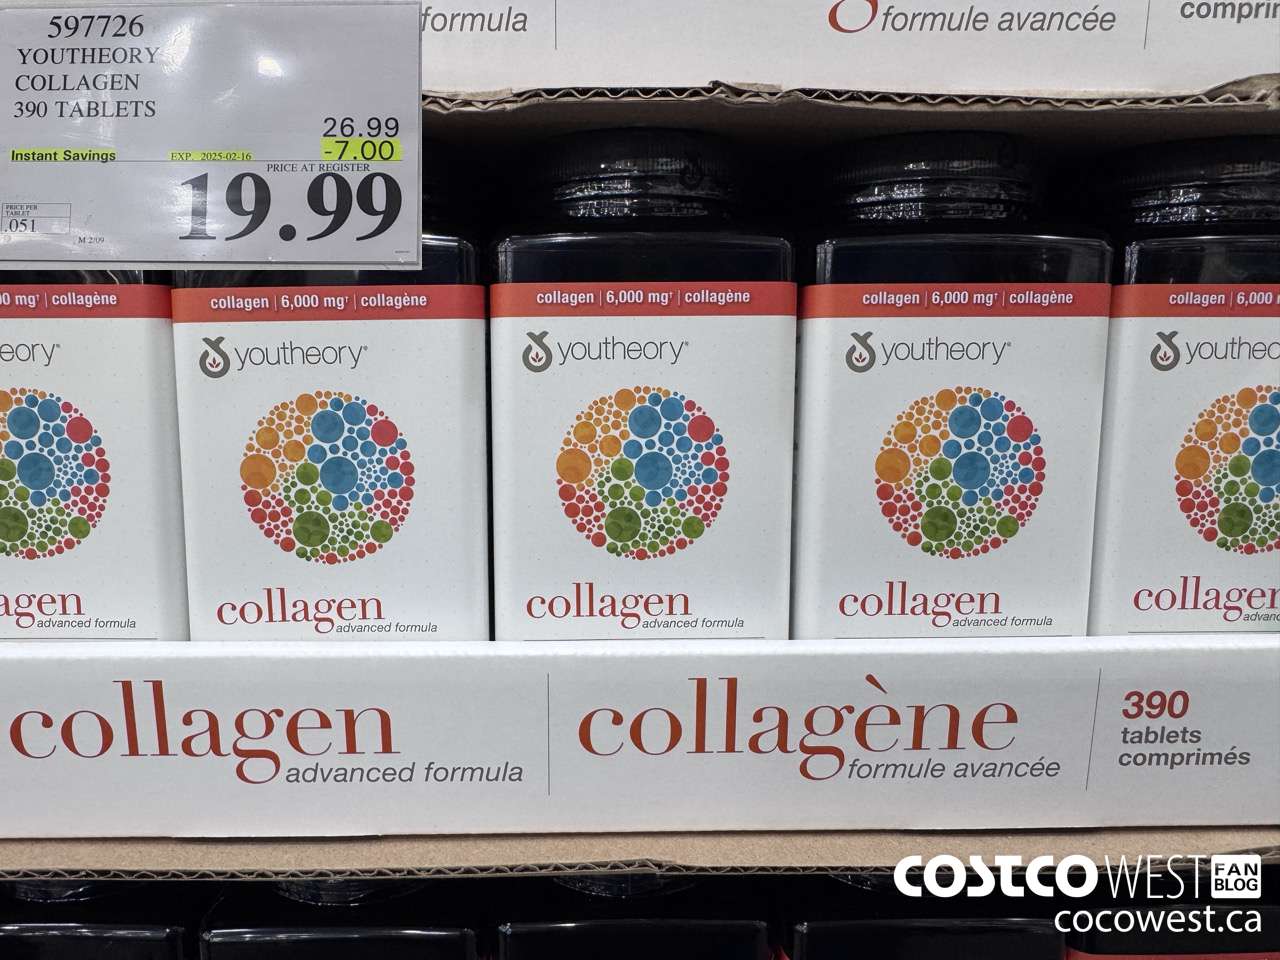 597726
YOUTHEORY
COLLAGEN
390 TABLETS
26.99
Instant Savings EXP. 2025-02-16 -7.00
PRICE AT REGISTER
19.99
PRICE PER
TABLET
.051
M 2/09
formula
formule avancée
00 mg† | collagène
collagen | 6,000 mg† | collagène
collagen | 6,000 mg† | collagène
collagen | 6,000 mg† | collagène
collagen | 6,000
eory®
youtheory®
youtheory®
youtheory®
youtheo
agen
advanced formula
collagen
advanced formula
collagen
advanced formula
collagen
advanced formula
collagen
advanc
collagen
advanced formula
collagène
formule avancée
390
tablets
comprimés
COSTCO WEST FAN BLOG
cocowest.ca